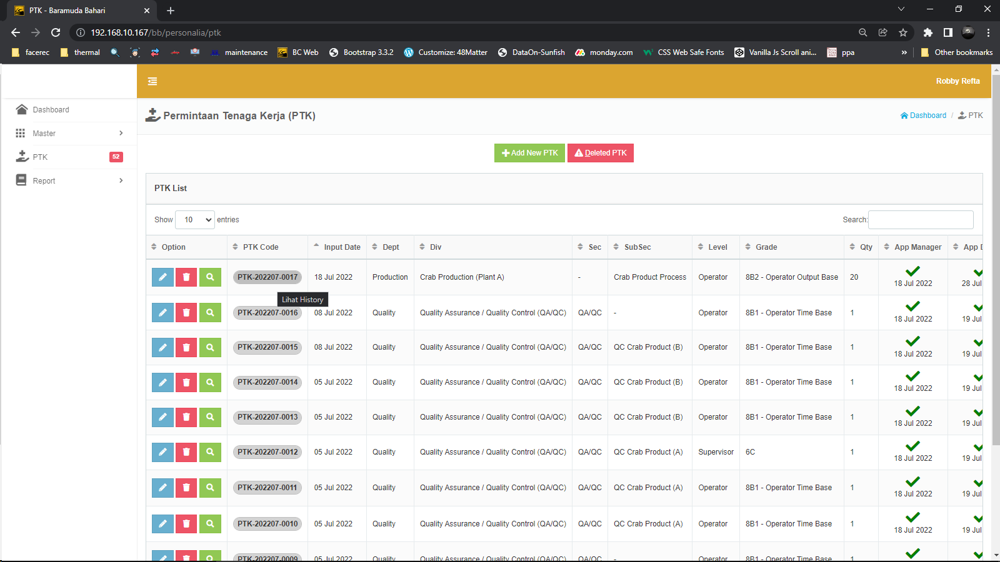 PTK - Baramuda Bahari
192.168.10.167/bb/personalia/ptk
facerec thermal maintenance BC Web Bootstrap 3.3.2 Customize: 48Matter DataOn-Sunfish monday.com CSS Web Safe Fonts Vanilla Js Scroll ani... ppa » Other bookmarks
Robby Refta
Dashboard
Master
PTK 52
Report
Permintaan Tenaga Kerja (PTK)
Dashboard / PTK
Add New PTK Deleted PTK
PTK List
Show 10 entries Search:
Option PTK Code Input Date Dept Div Sec SubSec Level Grade Qty App Manager App
PTK-202207-0017 18 Jul 2022 Production Crab Production (Plant A) - Crab Product Process Operator 8B2 - Operator Output Base 20 18 Jul 2022 28 Jul
Lihat History
PTK-202207-0016 08 Jul 2022 Quality Quality Assurance / Quality Control (QA/QC) QA/QC - Operator 8B1 - Operator Time Base 1 18 Jul 2022 19 Jul
PTK-202207-0015 08 Jul 2022 Quality Quality Assurance / Quality Control (QA/QC) QA/QC QC Crab Product (B) Operator 8B1 - Operator Time Base 1 18 Jul 2022 19 Jul
PTK-202207-0014 05 Jul 2022 Quality Quality Assurance / Quality Control (QA/QC) QA/QC QC Crab Product (B) Operator 8B1 - Operator Time Base 1 18 Jul 2022 19 Jul
PTK-202207-0013 05 Jul 2022 Quality Quality Assurance / Quality Control (QA/QC) QA/QC QC Crab Product (B) Operator 8B1 - Operator Time Base 1 18 Jul 2022 19 Jul
PTK-202207-0012 05 Jul 2022 Quality Quality Assurance / Quality Control (QA/QC) QA/QC QC Crab Product (A) Supervisor 6C 1 18 Jul 2022 19 Jul
PTK-202207-0011 05 Jul 2022 Quality Quality Assurance / Quality Control (QA/QC) QA/QC QC Crab Product (A) Operator 8B1 - Operator Time Base 1 18 Jul 2022 19 Jul
PTK-202207-0010 05 Jul 2022 Quality Quality Assurance / Quality Control (QA/QC) QA/QC QC Crab Product (A) Operator 8B1 - Operator Time Base 1 18 Jul 2022 19 Jul
PTK-202207-0009 05 Jul 2022 Quality Quality Assurance / Quality Control (QA/QC) QA/QC - Operator 8B1 - Operator Time Base 1